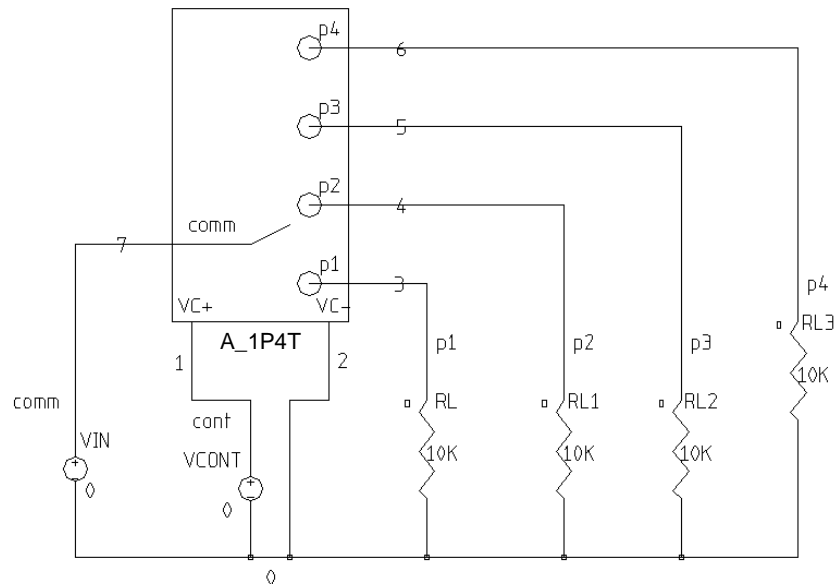 p4
6
p3
5
p2
4
comm
7
p1
3
VC+
VC-
A_1P4T
1
2
p4
RL3
10K
p1
p2
p3
comm
cont
RL
RL1
RL2
VIN
0
VCONT
0
10K
10K
10K
0